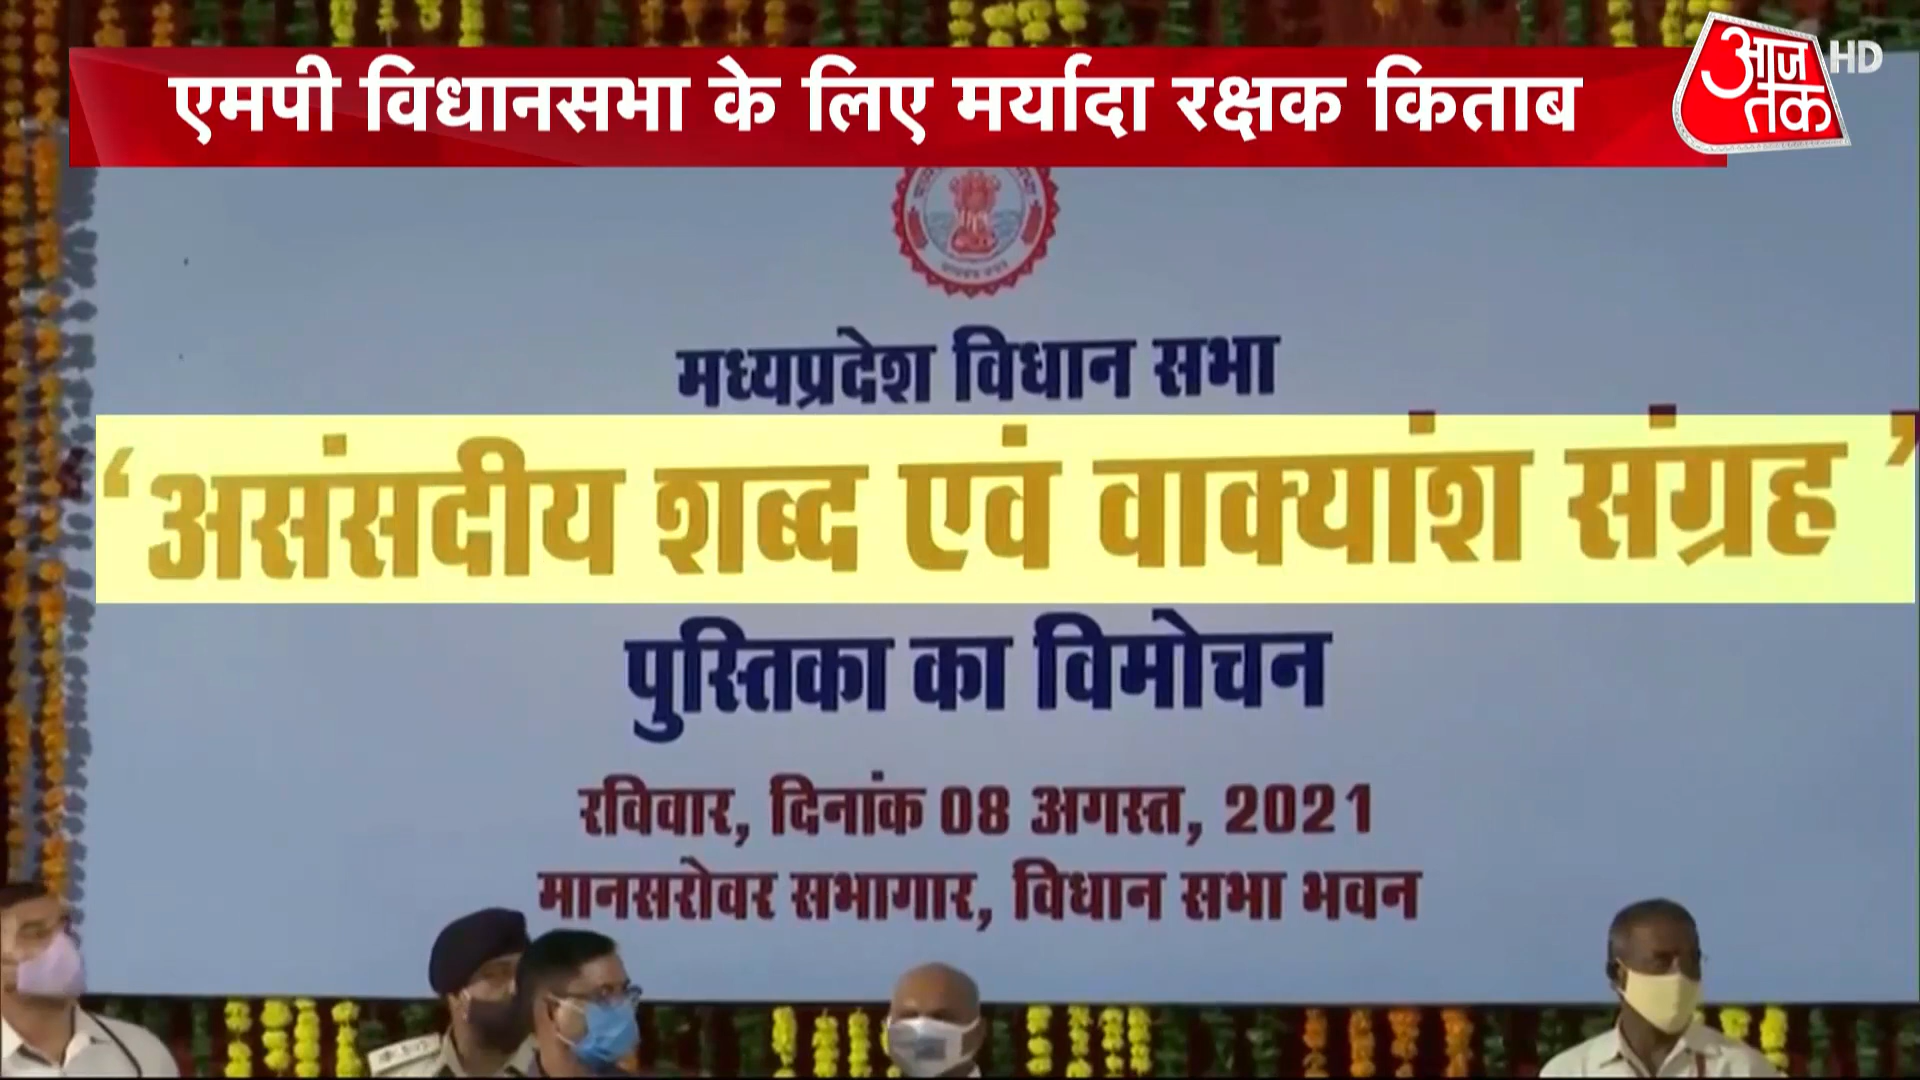 एमपी विधानसभा के लिए मर्यादा रक्षक किताब
आज तक HD
मध्यप्रदेश विधान सभा
‘असंसदीय शब्द एवं वाक्यांश संग्रह’
पुस्तिका का विमोचन
रविवार, दिनांक 08 अगस्त, 2021
मानसरोवर सभागार, विधान सभा भवन